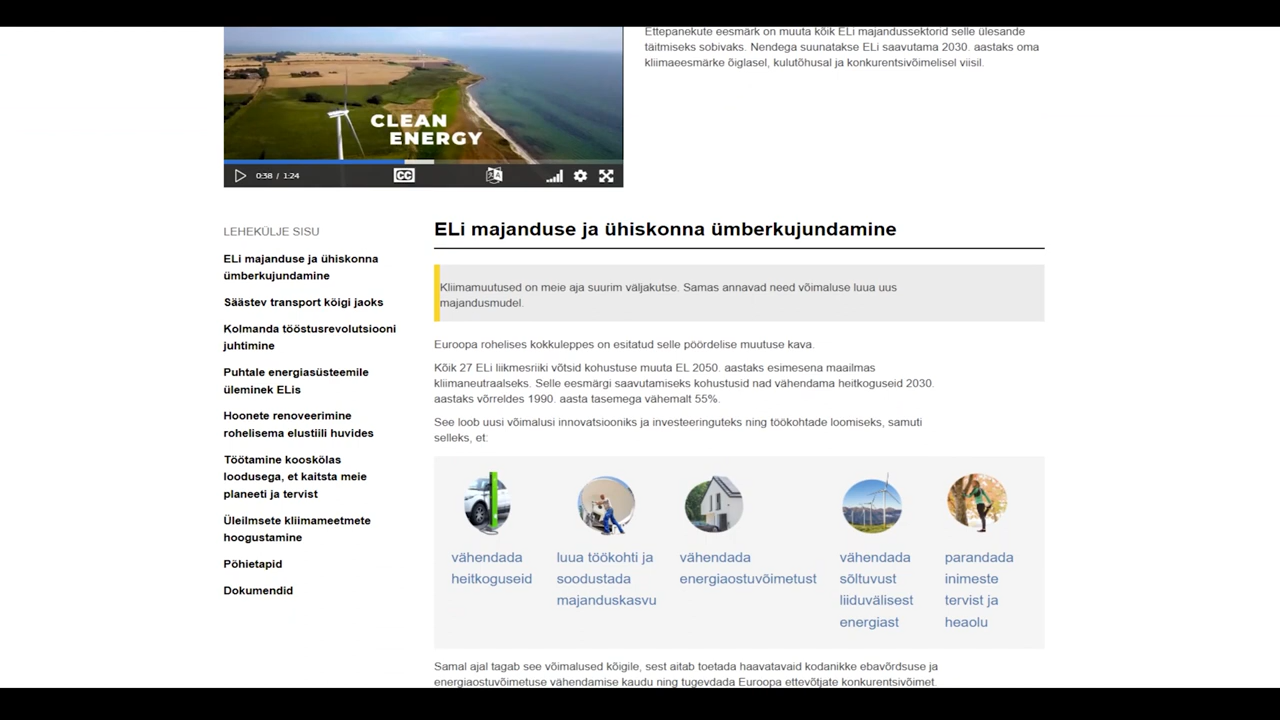 Ettepanekute eesmärk on muuta kõik ELi majandussektorid selle ülesande
täitmiseks sobivaks. Nendega suunatakse ELi saavutama 2030. aastaks oma
kliimaeesmärke õiglasel, kulutõhusal ja konkurentsivõimelisel viisil.
CLEAN
ENERGY
0:38 / 1:24
CC
LEHEKÜLJE SISU
ELi majanduse ja ühiskonna
ümberkujundamine
Säästev transport kõigi jaoks
Kolmanda tööstusrevolutsiooni
juhtimine
Puhtale energiasüsteemile
üleminek ELis
Hoonete renoveerimine
rohelisema elustiili huvides
Töötamine kooskõlas
loodusega, et kaitsta meie
planeeti ja tervist
Üleilmsete kliimameetmete
hoogustamine
Põhietapid
Dokumendid
ELi majanduse ja ühiskonna ümberkujundamine
Kliimamuutused on meie aja suurim väljakutse. Samas annavad need võimaluse luua uus
majandusmudel.
Euroopa rohelises kokkuleppes on esitatud selle pöördelise muutuse kava.
Kõik 27 ELi liikmesriiki võtsid kohustuse muuta EL 2050. aastaks esimesena maailmas
kliimaneutraalseks. Selle eesmärgi saavutamiseks kohustusid nad vähendama heitkoguseid 2030.
aastaks võrreldes 1990. aasta tasemega vähemalt 55%.
See loob uusi võimalusi innovatsiooniks ja investeeringuteks ning töökohtade loomiseks, samuti
selleks, et:
vähendada
heitkoguseid
luua töökohti ja
soodustada
majanduskasvu
vähendada
energiaostuvõimetust
vähendada
sõltuvust
liiduvälisest
energiast
parandada
inimeste
tervist ja
heaolu
Samal ajal tagab see võimalused kõigile, sest aitab toetada haavatavaid kodanikke ebavõrdsuse ja
energiaostuvõimetuse vähendamise kaudu ning tugevdada Euroopa ettevõtjate konkurentsivõimet.